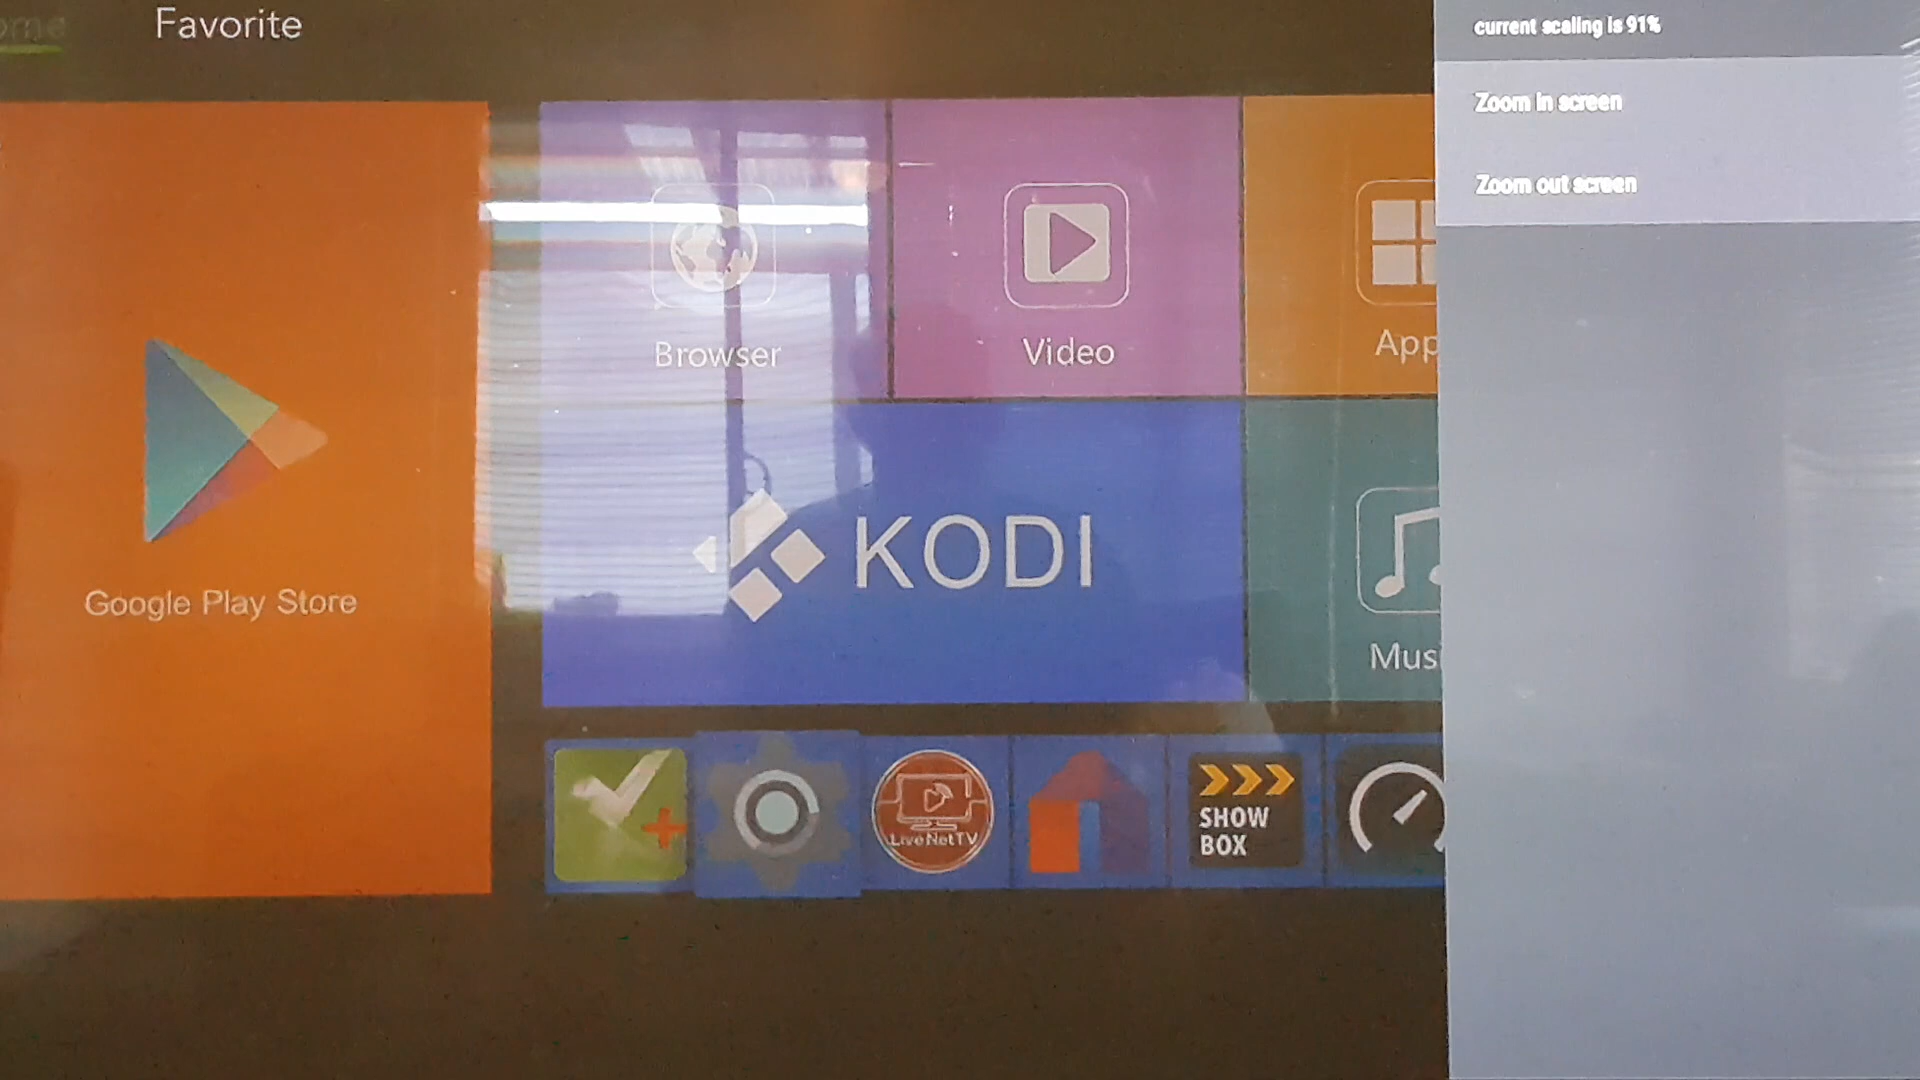 ome
Favorite
current scaling is 91%
Zoom in screen
Zoom out screen
Browser
Video
App
Google Play Store
KODI
Mus
LiveNetTV
SHOW
BOX